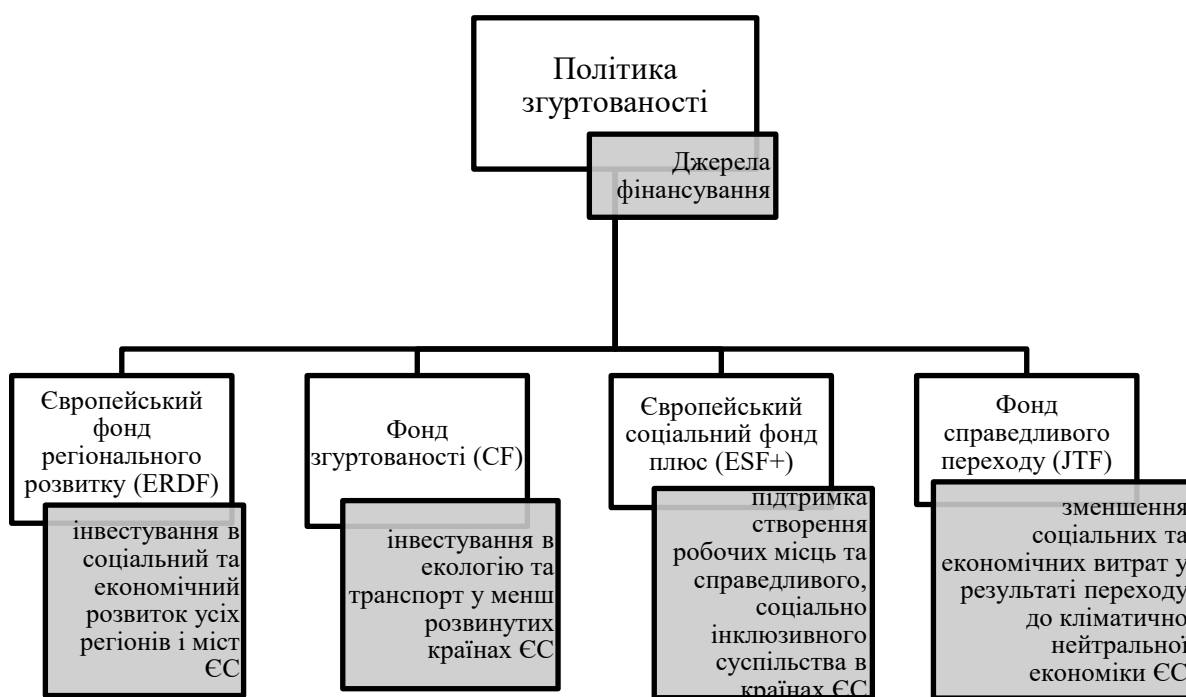 Політика
згуртованості
Джерела
фінансування
Європейський
фонд
регіонального
розвитку (ERDF)
інвестування в
соціальний та
економічний
розвиток усіх
регіонів і міст
ЄС
Фонд
згуртованості (CF)
інвестування в
екологію та
транспорт у менш
розвинутих
країнах ЄС
Європейський
соціальний фонд
плюс (ESF+)
підтримка
створення
робочих місць та
справедливого,
соціально
інклюзивного
суспільства в
країнах ЄС
Фонд
справедливого
переходу (JTF)
зменшення
соціальних та
економічних витрат у
результаті переходу
до кліматично
нейтральної
економіки ЄС